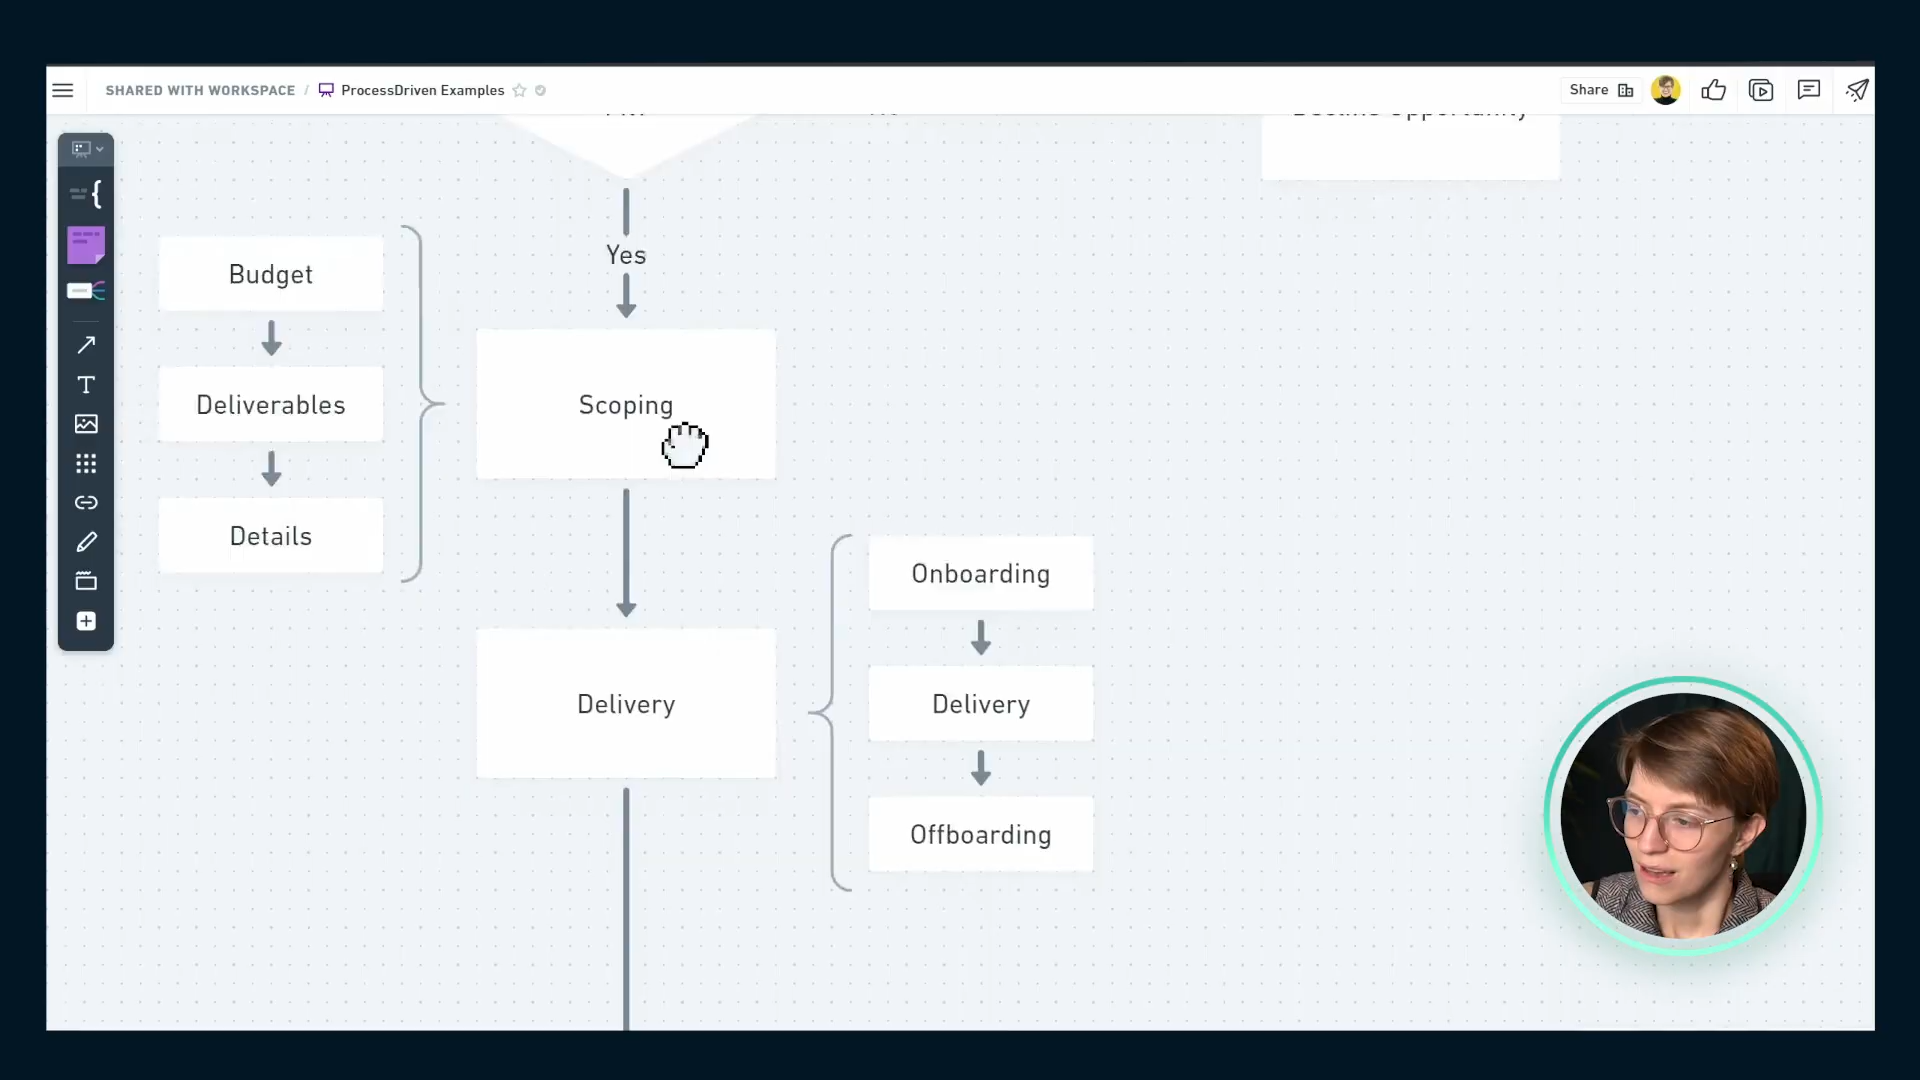 SHARED WITH WORKSPACE / ProcessDriven Examples
Share
Yes
Budget
Deliverables
Scoping
Details
Onboarding
Delivery
Delivery
Offboarding